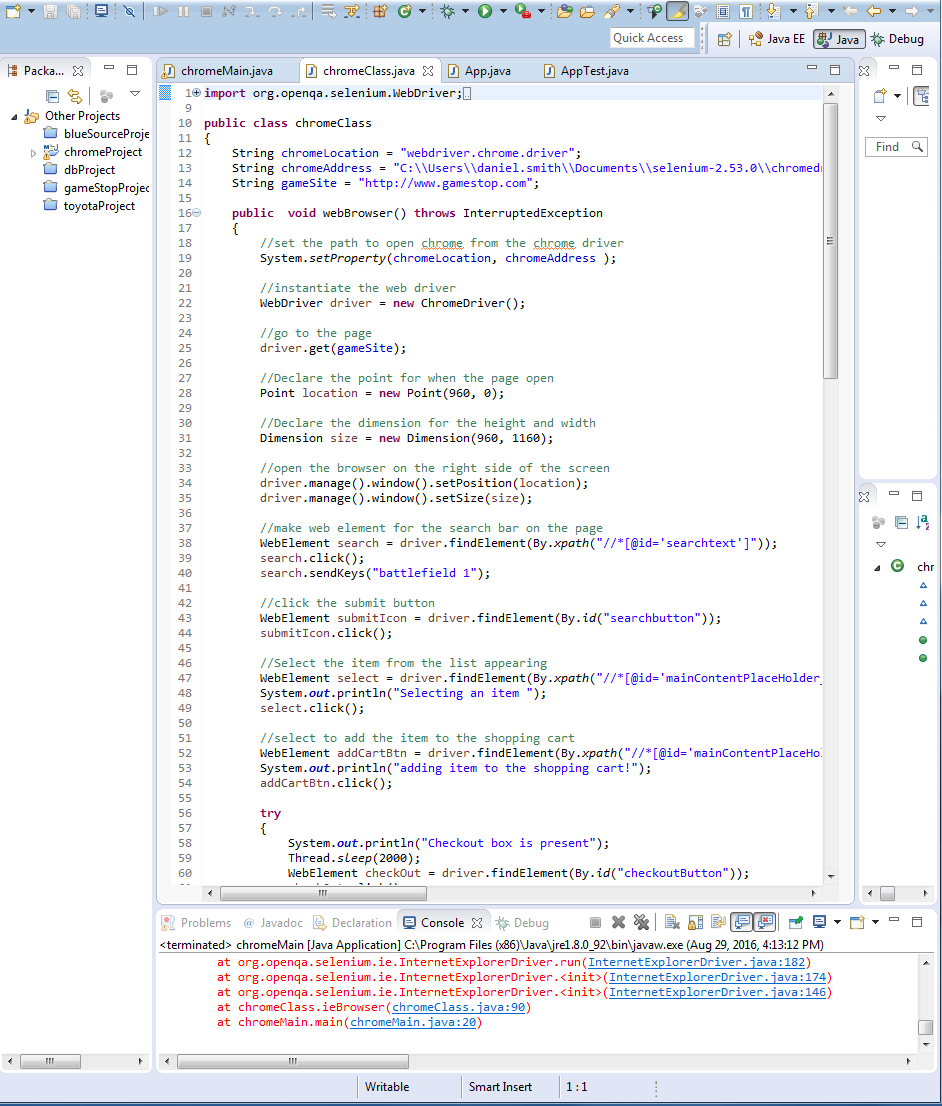 Quick Access
Java EE
Java
Debug
Packa...
Other Projects
chromeProject
dbProject
toyotaProject
chromeMain.java
chromeClass.java
App.java
AppTest.java
1 import org.openqa.selenium.WebDriver;
9
10 public class chromeClass
11 {
12 String chromeLocation = "webdriver.chrome.driver";
13 String chromeAddress = "C:\\Users\\daniel.smith\\Documents\\selenium-2.53.0\\chromedr
14 String gameSite = "http://www.gamestop.com";
15
16 public  void webBrowser() throws InterruptedException
17 {
18 //set the path to open chrome from the chrome driver
19 System.setProperty(chromeLocation, chromeAddress );
20
21 //instantiate the web driver
22 WebDriver driver = new ChromeDriver();
23
24 //go to the page
25 driver.get(gameSite);
26
27 //Declare the point for when the page open
28 Point location = new Point(960, 0);
29
30 //Declare the dimension for the height and width
31 Dimension size = new Dimension(960, 1160);
32
33 //open the browser on the right side of the screen
34 driver.manage().window().setPosition(location);
35 driver.manage().window().setSize(size);
36
37 //make web element for the search bar on the page
38 WebElement search = driver.findElement(By.xpath("//*[@id='searchtext']"));
39 search.click();
40 search.sendKeys("battlefield 1");
41
42 //click the submit button
43 WebElement submitIcon = driver.findElement(By.id("searchbutton"));
44 submitIcon.click();
45
46 //Select the item from the list appearing
47 WebElement select = driver.findElement(By.xpath("//*[@id='mainContentPlaceHolder_
48 System.out.println("Selecting an item ");
49 select.click();
50
51 //select to add the item to the shopping cart
52 WebElement addCartBtn = driver.findElement(By.xpath("//*[@id='mainContentPlaceHo
53 System.out.println("adding item to the shopping cart!");
54 addCartBtn.click();
55
56 try
57 {
58 System.out.println("Checkout box is present");
59 Thread.sleep(2000);
60 WebElement checkOut = driver.findElement(By.id("checkoutButton"));
Find
chr
Problems
@ Javadoc
Declaration
Console
Debug
<terminated> chromeMain [Java Application] C:\Program Files (x86)\Java\jre1.8.0_92\bin\javaw.exe (Aug 29, 2016, 4:13:12 PM)
at org.openqa.selenium.ie.InternetExplorerDriver.run(InternetExplorerDriver.java:182)
at org.openqa.selenium.ie.InternetExplorerDriver.<init>(InternetExplorerDriver.java:174)
at org.openqa.selenium.ie.InternetExplorerDriver.<init>(InternetExplorerDriver.java:146)
at chromeClass.ieBrowser(chromeClass.java:90)
at chromeMain.main(chromeMain.java:20)
Writable
Smart Insert
1 : 1